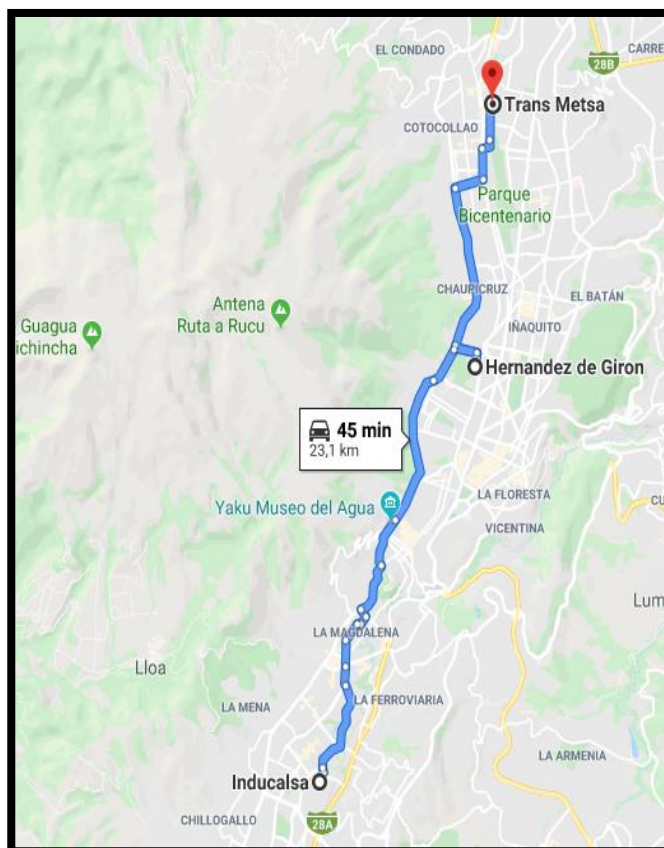 EL CONDADO
CARRE
28B
Trans Metsa
COTOCOLLAO
Parque
Bicentenario
CHAUPICRUZ
EL BATÁN
Antena
Ruta a Rucu
Guagua
ichincha
IÑAQUITO
Hernandez de Giron
45 min
23,1 km
LA FLORESTA
Yaku Museo del Agua
VICENTINA
CU
Lum
LA MAGDALENA
Lloa
LA MENA
LA FERROVIARIA
LA ARMENIA
Inducalsa
CHILLOGALLO
28A